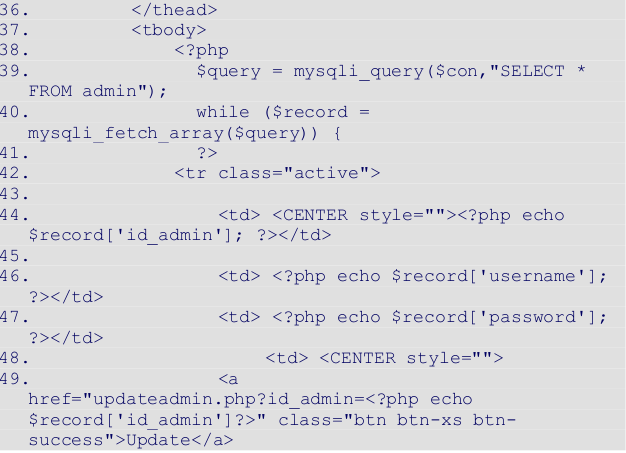 36.          </thead>
37.          <tbody>
38.              <?php
39.                $query = mysqli_query($con,"SELECT *
FROM admin");
40.                while ($record =
mysqli_fetch_array($query)) {
41.                ?>
42.              <tr class="active">
43.
44.                  <td> <CENTER style=""><?php echo
$record['id_admin']; ?></td>
45.
46.                  <td> <?php echo $record['username'];
?></td>
47.                  <td> <?php echo $record['password'];
?></td>
48.                      <td> <CENTER style="">
49.                  <a
href="updateadmin.php?id_admin=<?php echo
$record['id_admin']?>" class="btn btn-xs btn-
success">Update</a>